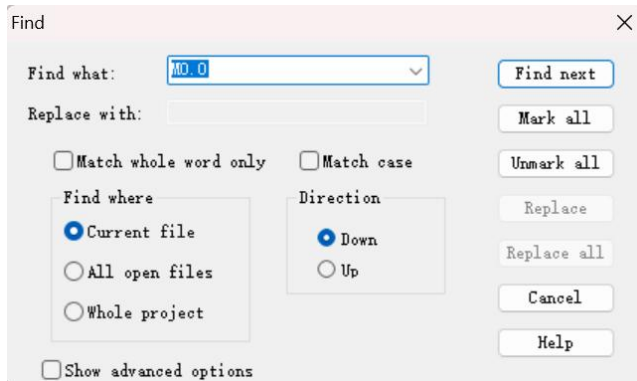 Find
Find what: M0.0
Find next
Replace with:
Mark all
Match whole word only
Match case
Unmark all
Find where
Direction
Replace
Current file
Down
Replace all
All open files
Up
Whole project
Cancel
Help
Show advanced options